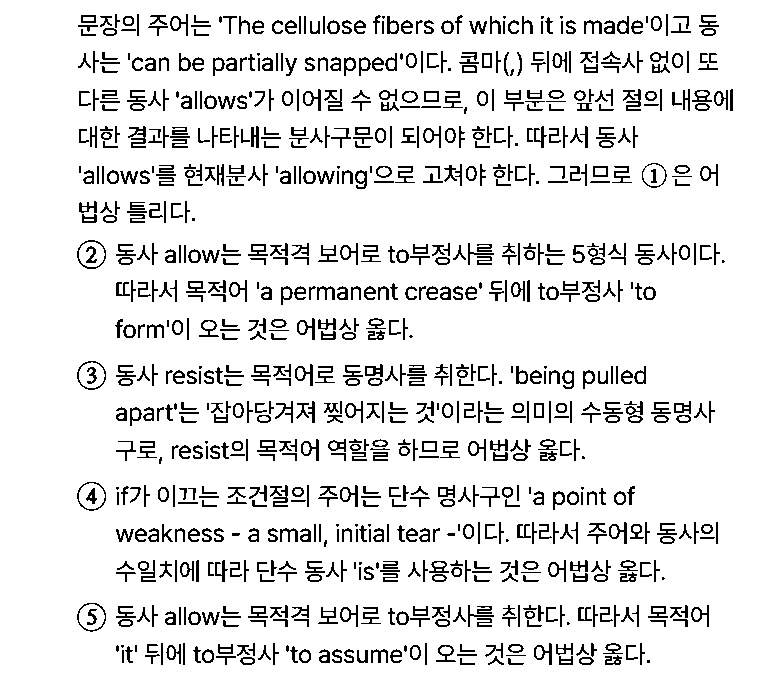 문장의 주어는 'The cellulose fibers of which it is made'이고 동
사는 'can be partially snapped'이다. 콤마(,) 뒤에 접속사 없이 또
다른 동사 'allows'가 이어질 수 없으므로, 이 부분은 앞선 절의 내용에
대한 결과를 나타내는 분사구문이 되어야 한다. 따라서 동사
'allows'를 현재분사 'allowing'으로 고쳐야 한다. 그러므로 ①은 어
법상 틀리다.
② 동사 allow는 목적격 보어로 to부정사를 취하는 5형식 동사이다.
따라서 목적어 'a permanent crease' 뒤에 to부정사 'to
form'이 오는 것은 어법상 옳다.
③ 동사 resist는 목적어로 동명사를 취한다. 'being pulled
apart'는 '잡아당겨져 찢어지는 것'이라는 의미의 수동형 동명사
구로, resist의 목적어 역할을 하므로 어법상 옳다.
④ if가 이끄는 조건절의 주어는 단수 명사구인 'a point of
weakness - a small, initial tear -'이다. 따라서 주어와 동사의
수일치에 따라 단수 동사 'is'를 사용하는 것은 어법상 옳다.
⑤ 동사 allow는 목적격 보어로 to부정사를 취한다. 따라서 목적어
'it' 뒤에 to부정사 'to assume'이 오는 것은 어법상 옳다.